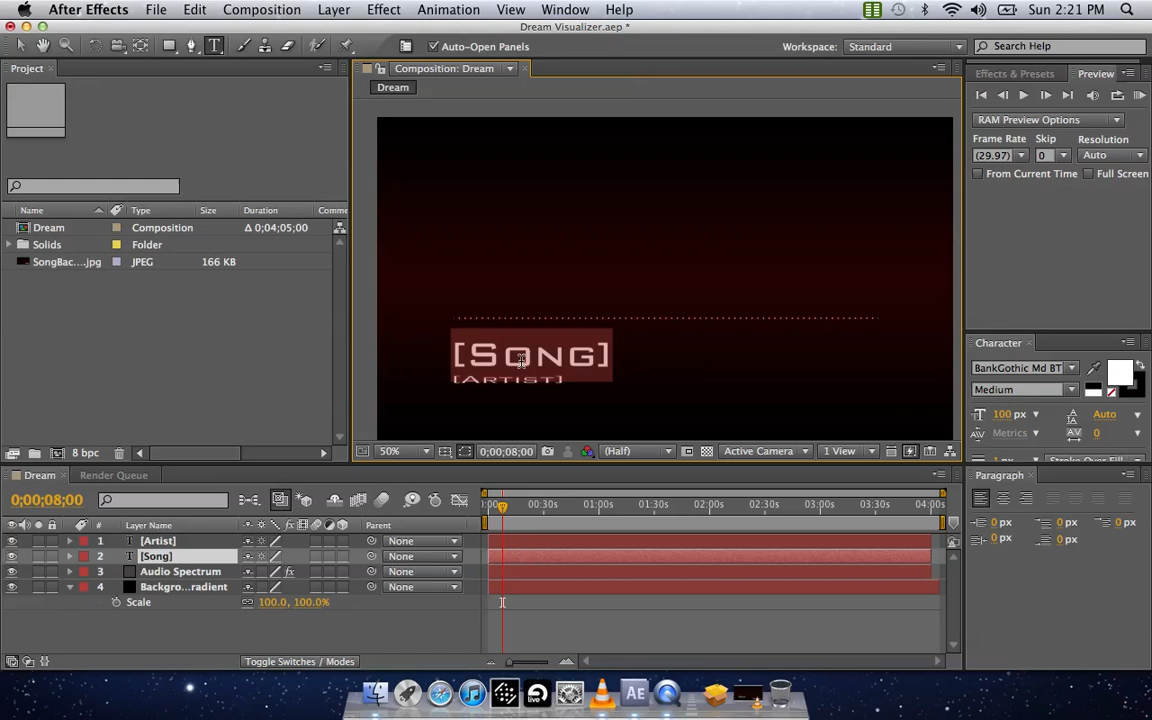 After Effects File Edit Composition Layer Effect Animation View Window Help Sun 2:21 PM
Dream Visualizer.aep *
T Auto-Open Panels Workspace: Standard Search Help
Project Composition: Dream Effects & Presets Preview
Dream
RAM Preview Options
Frame Rate Skip Resolution
(29.97) 0 Auto
From Current Time Full Screen
Name Type Size Duration Comme
Dream Composition Δ 0;04;05;00
Solids Folder
SongBac....jpg JPEG 166 KB
[Song]
[Artist]
Character
BankGothic Md BT
Medium
100 px Auto
Metrics 0
8 bpc 50% 0;00;08;00 (Half) Active Camera 1 View
Dream Render Queue Paragraph
0;00;08;00 :00s 00:30s 01:00s 01:30s 02:00s 02:30s 03:00s 03:30s 04:00s
# Layer Name Parent
1 T [Artist] None
2 T [Song] None
3 Audio Spectrum fx None
4 Backgro...radient None
Scale 100.0, 100.0%
0 px 0 px 0 px
0 px 0 px
Toggle Switches / Modes
AE